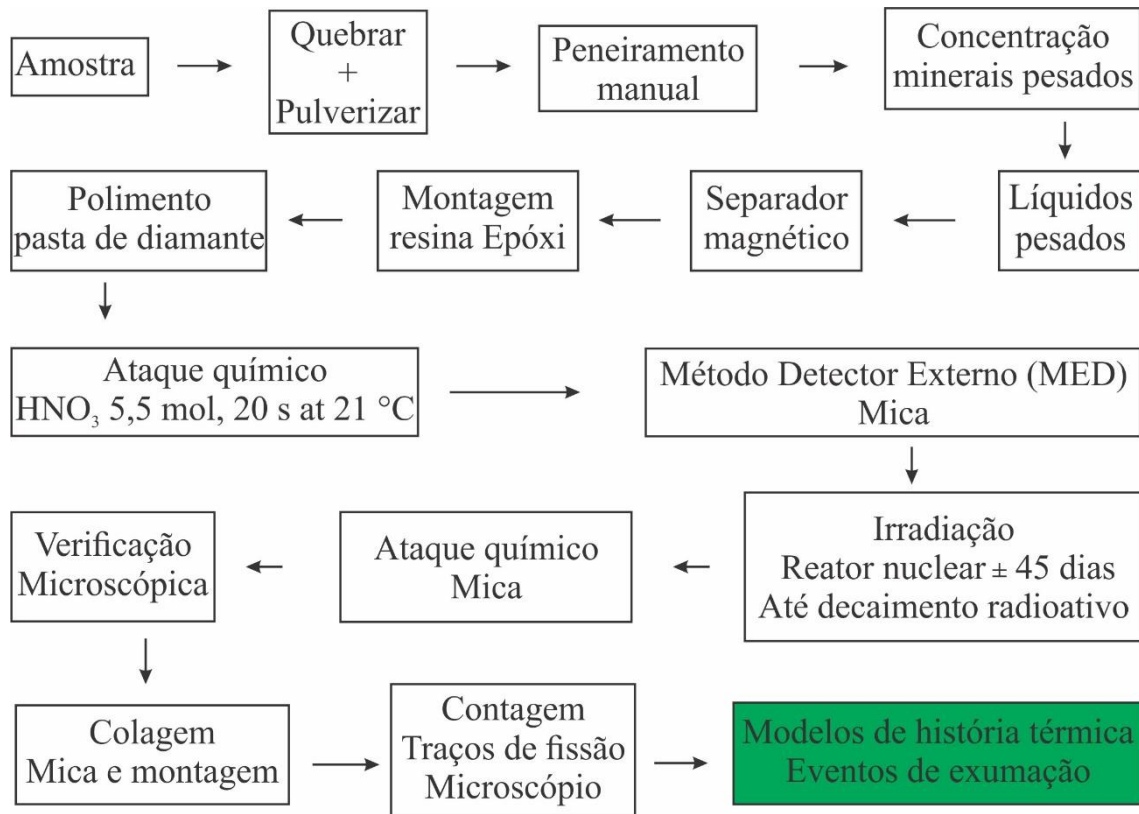 Amostra
Quebrar
+
Pulverizar
Peneiramento
manual
Concentração
minerais pesados
Líquidos
pesados
Separador
magnético
Montagem
resina Epóxi
Polimento
pasta de diamante
Ataque químico
HNO₃ 5,5 mol, 20 s at 21 °C
Método Detector Externo (MED)
Mica
Irradiação
Reator nuclear ± 45 dias
Até decaimento radioativo
Ataque químico
Mica
Verificação
Microscópica
Colagem
Mica e montagem
Contagem
Traços de fissão
Microscópio
Modelos de história térmica
Eventos de exumação